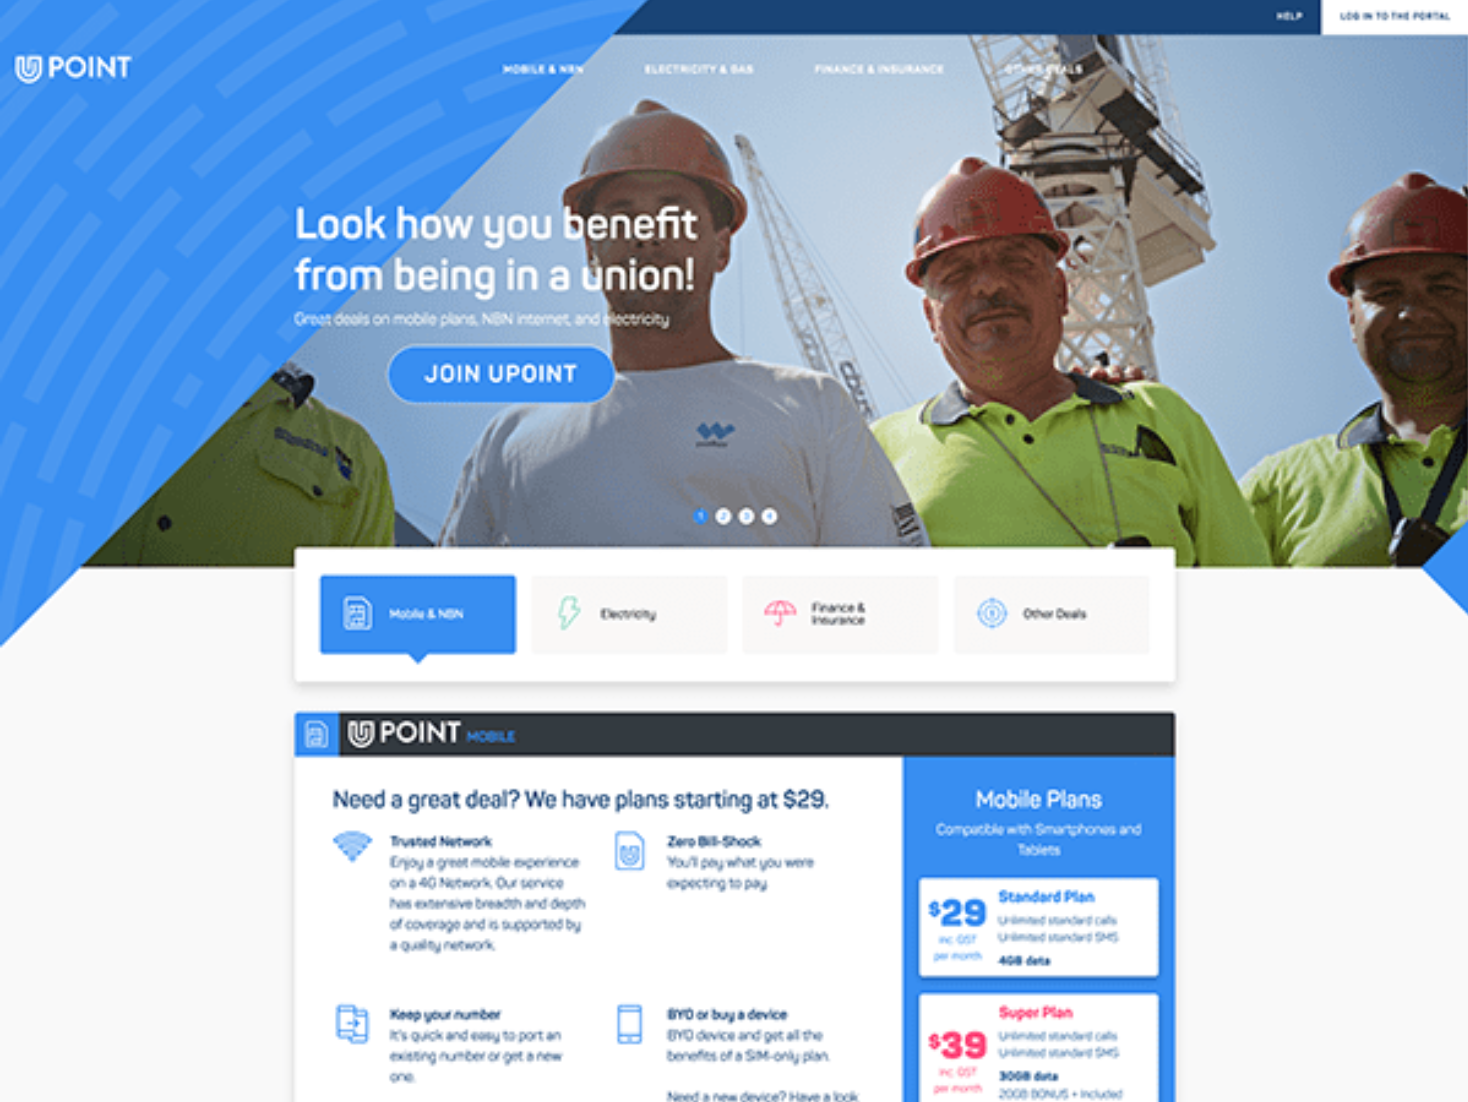 HELP
LOG IN TO THE PORTAL
UPOINT
MOBILE & NBN
ELECTRICITY & GAS
FINANCE & INSURANCE
OTHER DEALS
Look how you benefit
from being in a union!
Great deals on mobile plans, NBN internet, and electricity
JOIN UPOINT
1 2 3 4
Mobile & NBN
Electricity
Finance &
Insurance
Other Deals
UPOINT MOBILE
Need a great deal? We have plans starting at $29.
Trusted Network
Enjoy a great mobile experience
on a 4G Network. Our service
has extensive breadth and depth
of coverage and is supported by
a quality network.
Zero Bill-Shock
You'll pay what you were
expecting to pay
Keep your number
It's quick and easy to port an
existing number or get a new
one.
BYO or buy a device
BYO device and get all the
benefits of a SIM-only plan.
Need a new device? Have a look
Mobile Plans
Compatible with Smartphones and
Tablets
$29
inc GST
per month
Standard Plan
Unlimited standard calls
Unlimited standard SMS
4GB data
$39
inc GST
per month
Super Plan
Unlimited standard calls
Unlimited standard SMS
30GB data
20GB BONUS + Included